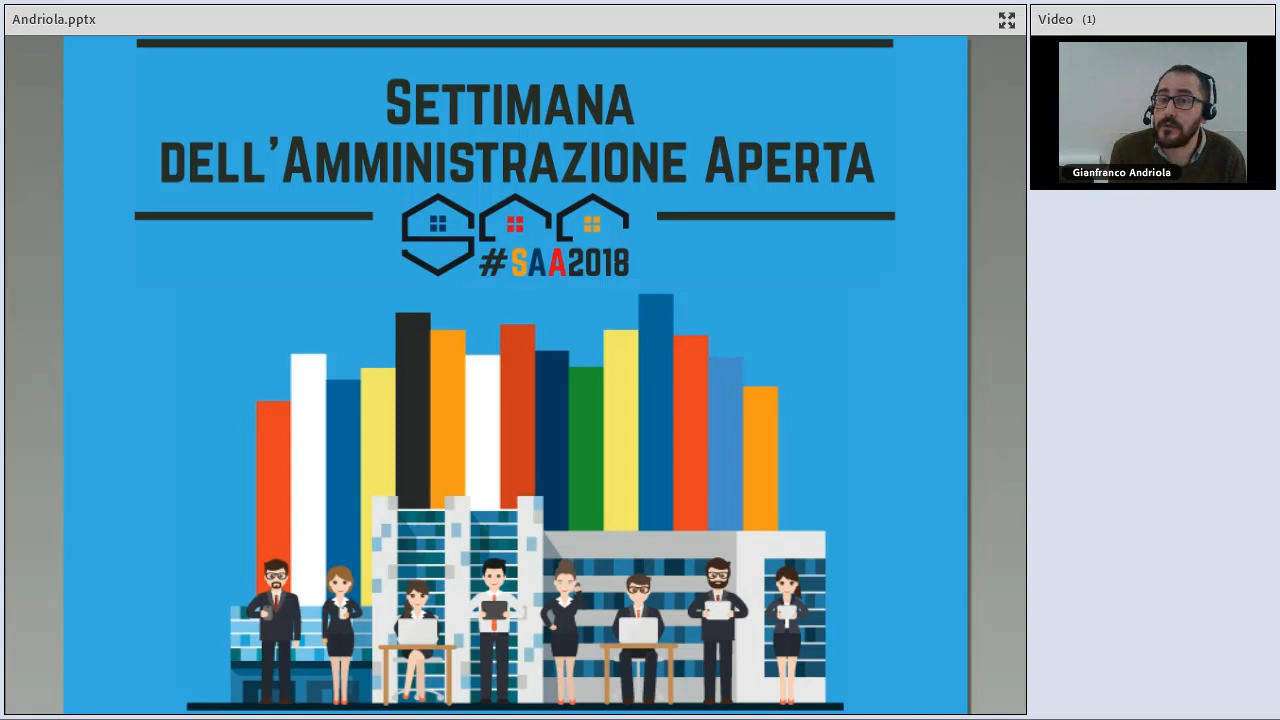 Andriola.pptx
Video (1)
SETTIMANA
DELL'AMMINISTRAZIONE APERTA
#SAA2018
Gianfranco Andriola